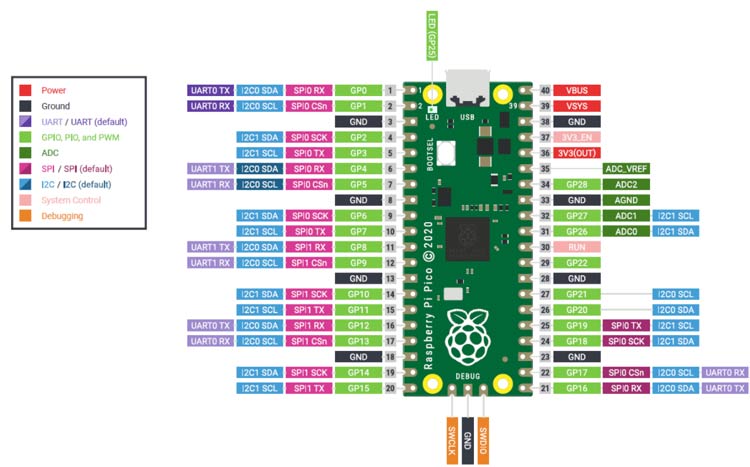 LED (GP25)
Power
Ground
UART / UART (default)
GPIO, PIO, and PWM
ADC
SPI / SPI (default)
I2C / I2C (default)
System Control
Debugging
UART0 TX I2C0 SDA SPI0 RX GP0 1
UART0 RX I2C0 SCL SPI0 CSn GP1 2
GND 3
I2C1 SDA SPI0 SCK GP2 4
I2C1 SCL SPI0 TX GP3 5
UART1 TX I2C0 SDA SPI0 RX GP4 6
UART1 RX I2C0 SCL SPI0 CSn GP5 7
GND 8
I2C1 SDA SPI0 SCK GP6 9
I2C1 SCL SPI0 TX GP7 10
UART1 TX I2C0 SDA SPI1 RX GP8 11
UART1 RX I2C0 SCL SPI1 CSn GP9 12
GND 13
I2C1 SDA SPI1 SCK GP10 14
I2C1 SCL SPI1 TX GP11 15
UART0 TX I2C0 SDA SPI1 RX GP12 16
UART0 RX I2C0 SCL SPI1 CSn GP13 17
GND 18
I2C1 SDA SPI1 SCK GP14 19
I2C1 SCL SPI1 TX GP15 20
1
2
39
LED
USB
BOOTSEL
Raspberry Pi Pico © 2020
DEBUG
40 VBUS
39 VSYS
38 GND
37 3V3_EN
36 3V3(OUT)
35 ADC_VREF
34 GP28 ADC2
33 GND AGND
32 GP27 ADC1 I2C1 SCL
31 GP26 ADC0 I2C1 SDA
30 RUN
29 GP22
28 GND
27 GP21 I2C0 SCL
26 GP20 I2C0 SDA
25 GP19 SPI0 TX I2C1 SCL
24 GP18 SPI0 SCK I2C1 SDA
23 GND
22 GP17 SPI0 CSn I2C0 SCL UART0 RX
21 GP16 SPI0 RX I2C0 SDA UART0 TX
SWCLK
GND
SWDIO